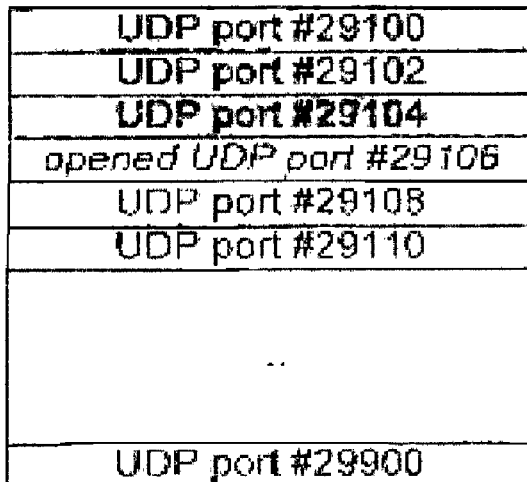 UDP port #29100
UDP port #29102
UDP port #29104
opened UDP port #29106
UDP port #29108
UDP port #29110
..
UDP port #29900